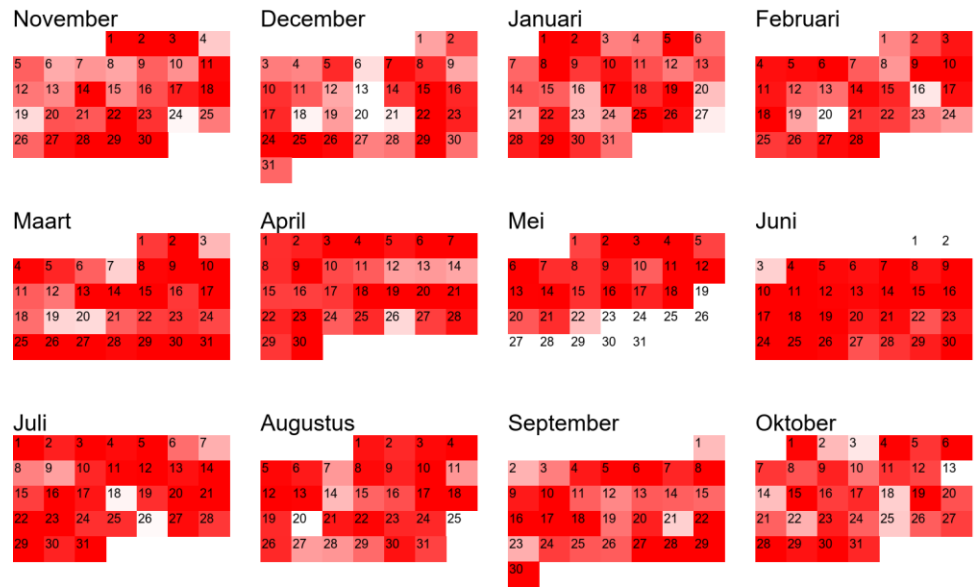 November December Januari Februari
1 2 3 4 1 2 1 2 3 4 5 6 1 2 3
5 6 7 8 9 10 11 3 4 5 6 7 8 9 7 8 9 10 11 12 13 4 5 6 7 8 9 10
12 13 14 15 16 17 18 10 11 12 13 14 15 16 14 15 16 17 18 19 20 11 12 13 14 15 16 17
19 20 21 22 23 24 25 17 18 19 20 21 22 23 21 22 23 24 25 26 27 18 19 20 21 22 23 24
26 27 28 29 30 24 25 26 27 28 29 30 28 29 30 31 25 26 27 28
31
Maart April Mei Juni
1 2 3 1 2 3 4 5 6 7 1 2 3 4 5 1 2
4 5 6 7 8 9 10 8 9 10 11 12 13 14 6 7 8 9 10 11 12 3 4 5 6 7 8 9
11 12 13 14 15 16 17 15 16 17 18 19 20 21 13 14 15 16 17 18 19 10 11 12 13 14 15 16
18 19 20 21 22 23 24 22 23 24 25 26 27 28 20 21 22 23 24 25 26 17 18 19 20 21 22 23
25 26 27 28 29 30 31 29 30 27 28 29 30 31 24 25 26 27 28 29 30
Juli Augustus September Oktober
1 2 3 4 5 6 7 1 2 3 4 1 1 2 3 4 5 6
8 9 10 11 12 13 14 5 6 7 8 9 10 11 2 3 4 5 6 7 8 7 8 9 10 11 12 13
15 16 17 18 19 20 21 12 13 14 15 16 17 18 9 10 11 12 13 14 15 14 15 16 17 18 19 20
22 23 24 25 26 27 28 19 20 21 22 23 24 25 16 17 18 19 20 21 22 21 22 23 24 25 26 27
29 30 31 26 27 28 29 30 31 23 24 25 26 27 28 29 28 29 30 31
30